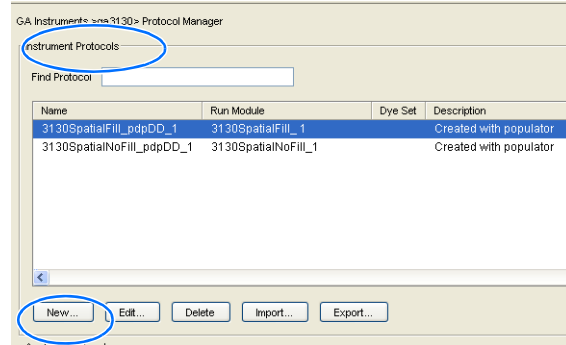 GA Instruments >ga3130> Protocol Manager
Instrument Protocols
Find Protocol
Name Run Module Dye Set Description
3130SpatialFill_pdpDD_1 3130SpatialFill_1 Created with populator
3130SpatialNoFill_pdpDD_1 3130SpatialNoFill_1 Created with populator
New... Edit... Delete Import... Export...